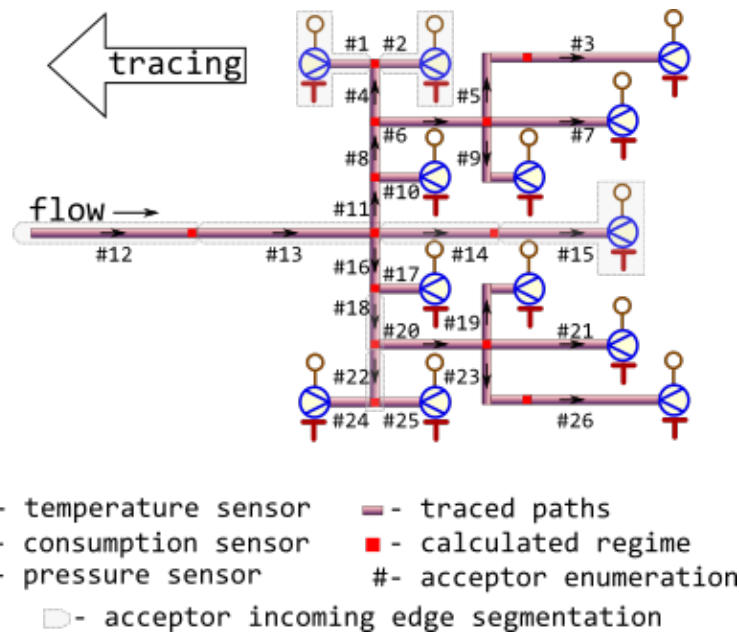 #1 #2 #3
tracing
#4 #5
#6 #7
#8 #9
#10
flow #11
#12 #13 #14 #15
#16 #17
#18 #19
#20 #21
#22 #23
#24 #25 #26
- temperature sensor - traced paths
- consumption sensor - calculated regime
- pressure sensor #- acceptor enumeration
- acceptor incoming edge segmentation